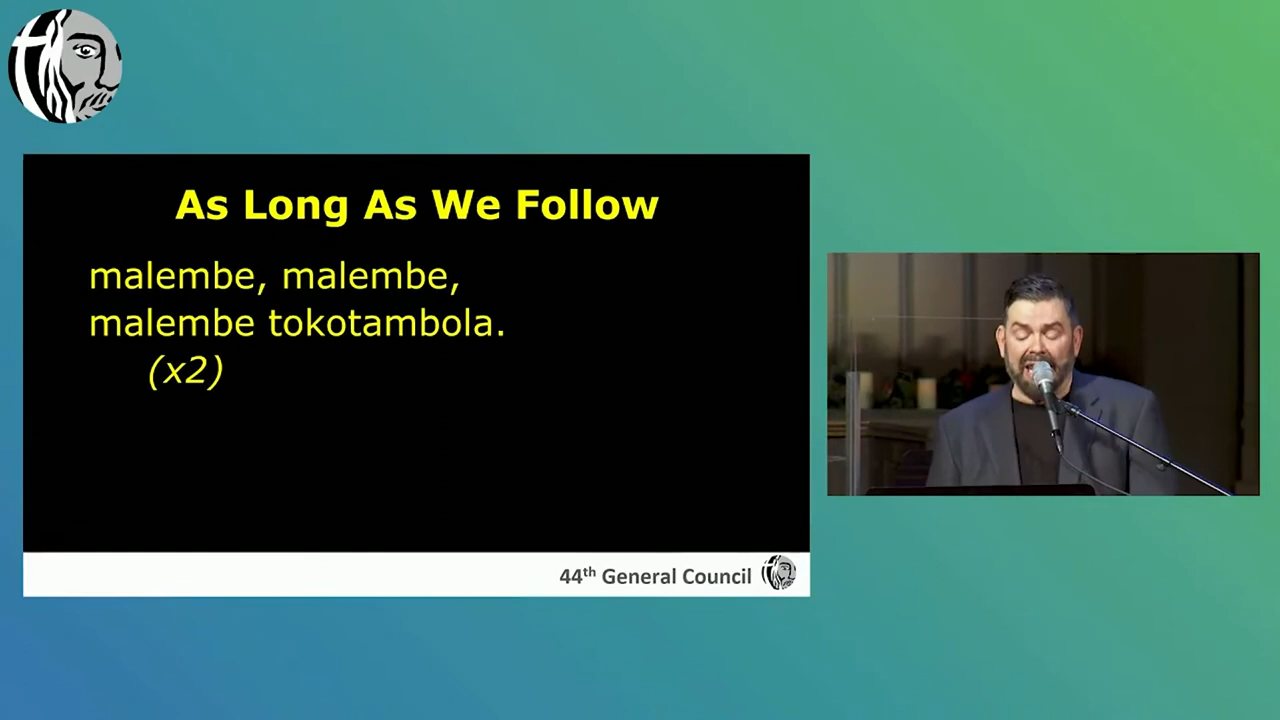 As Long As We Follow
malembe, malembe,
malembe tokotambola.
(x2)
44th General Council